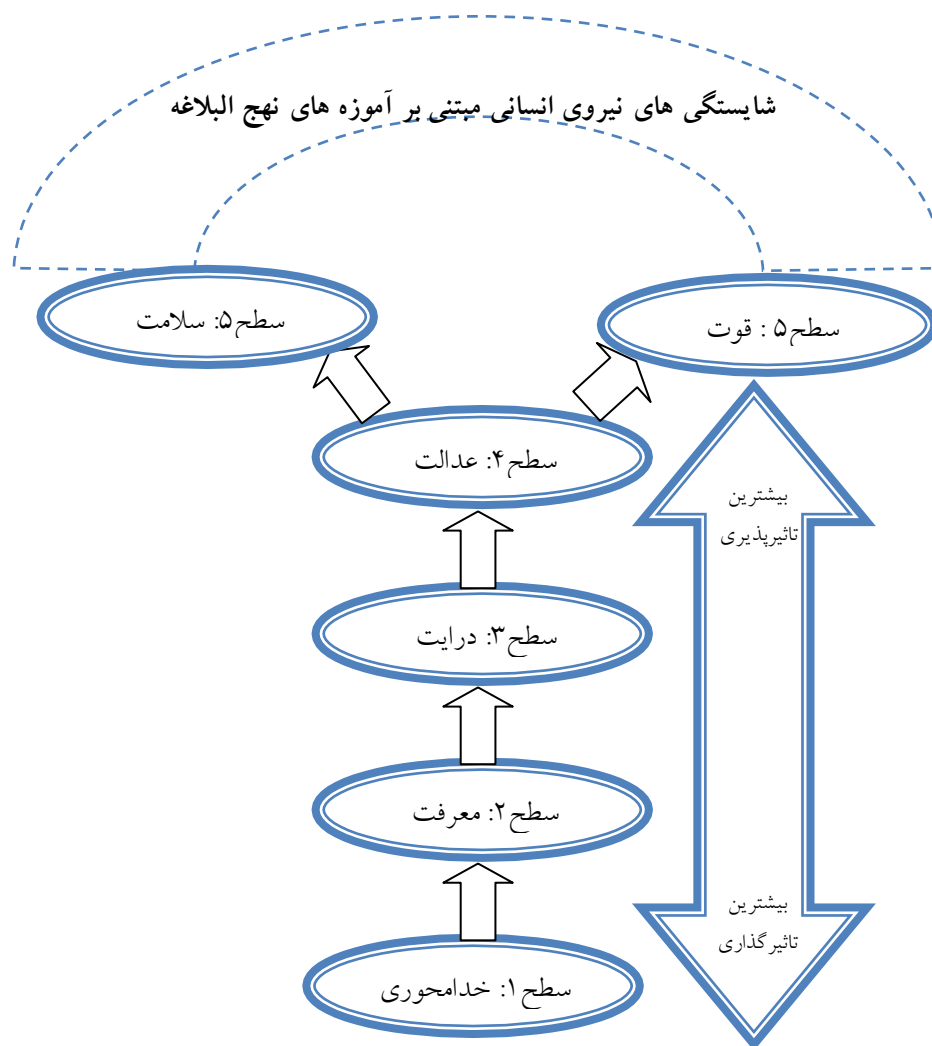 شایستگی های نیروی انسانی مبتنی بر آموزه های نهج البلاغه
سطح۵ : قوت
سطح۵: سلامت
سطح۴: عدالت
بیشترین
تاثیرپذیری
سطح۳: درایت
سطح۲: معرفت
بیشترین
تاثیرگذاری
سطح۱: خدامحوری